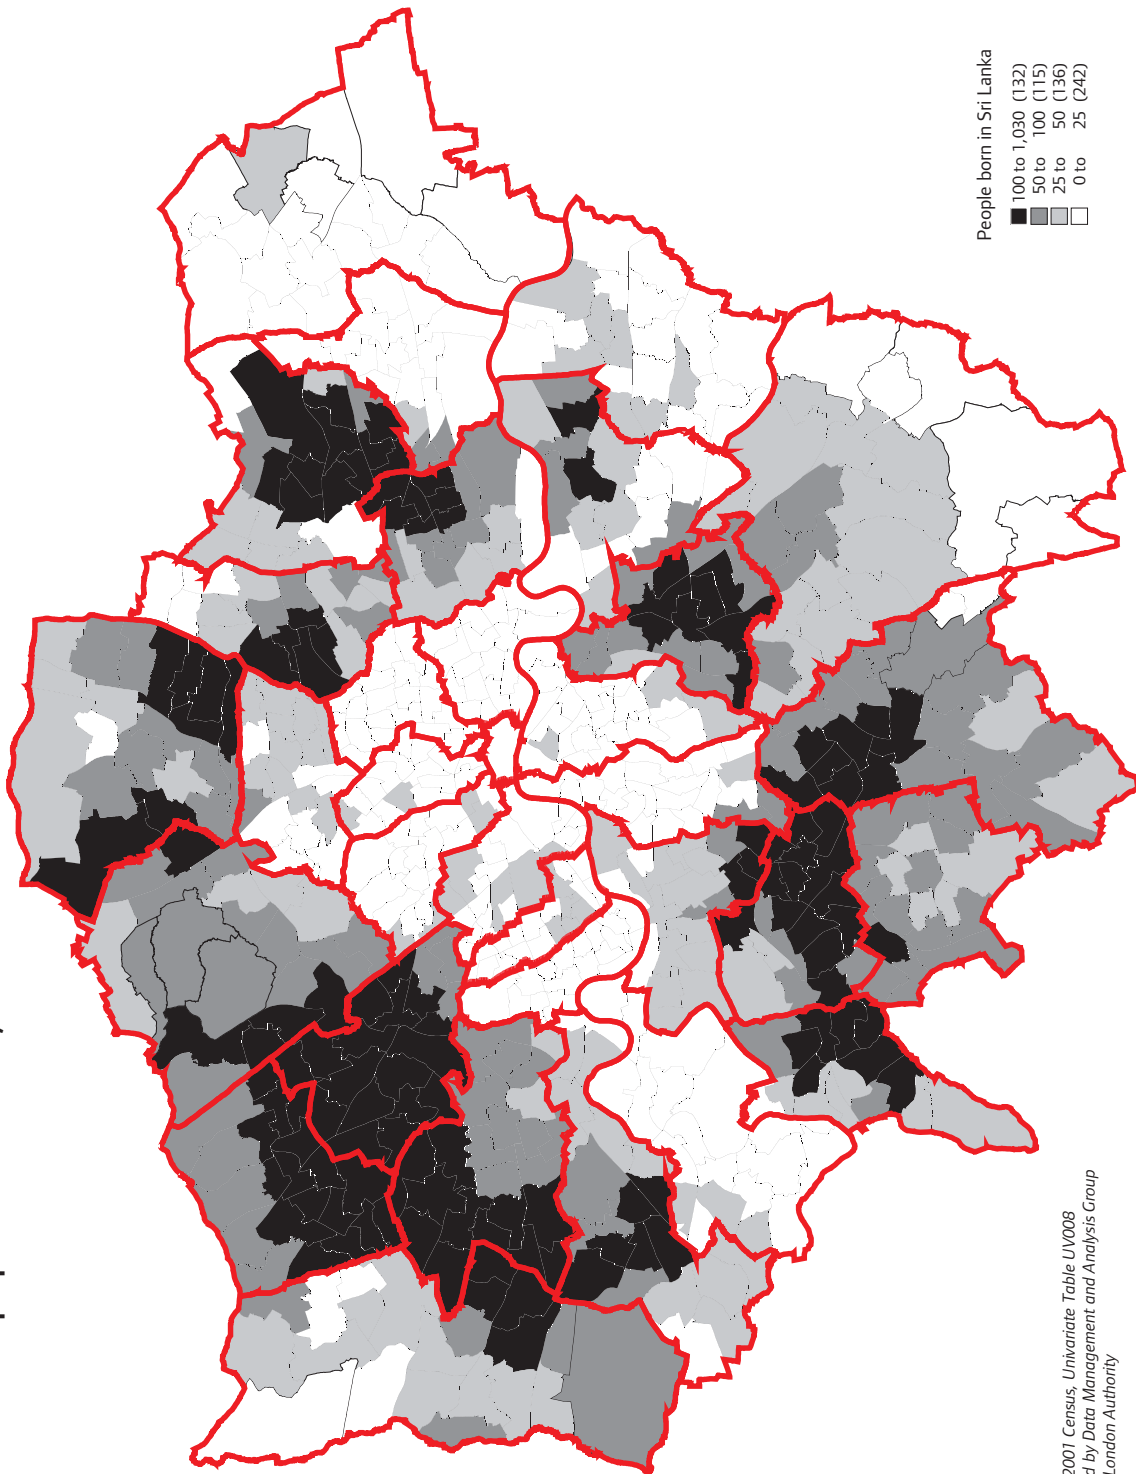 People born in Sri Lanka
100 to 1,030 (132)
50 to 100 (115)
25 to 50 (136)
0 to 25 (242)
2001 Census, Univariate Table UV008
d by Data Management and Analysis Group
London Authority